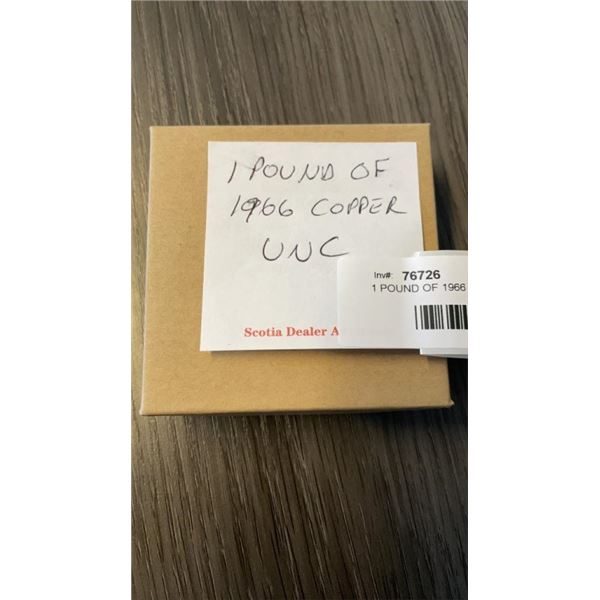 1 POUND OF
1966 COPPER
UNC
Scotia Dealer A
Inv#: 76726
1 POUND OF 1966